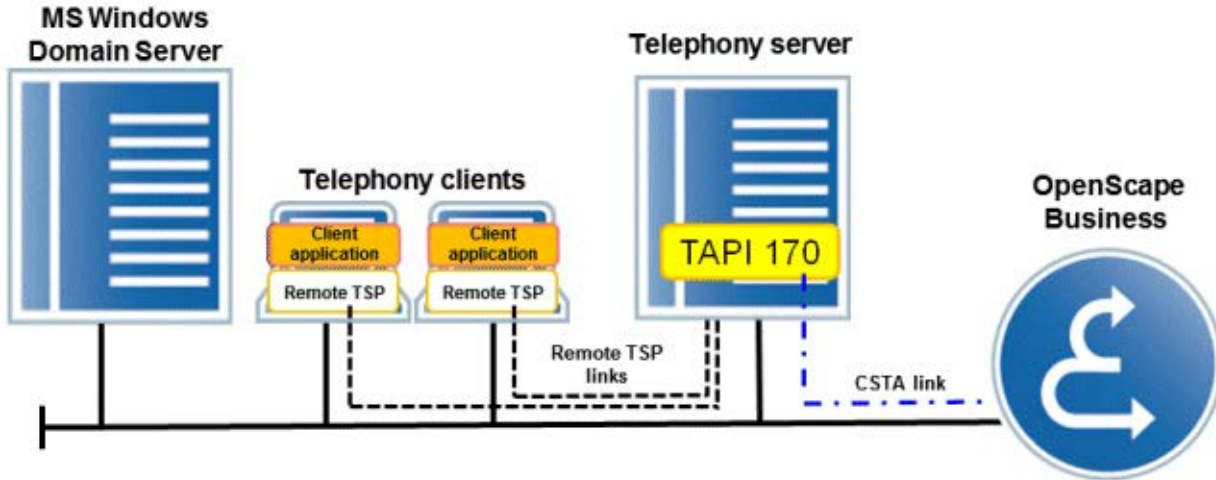 MS Windows
Domain Server
Telephony server
Telephony clients
OpenScape
Business
Client
application
Client
application
TAPI 170
Remote TSP
Remote TSP
Remote TSP
links
CSTA link